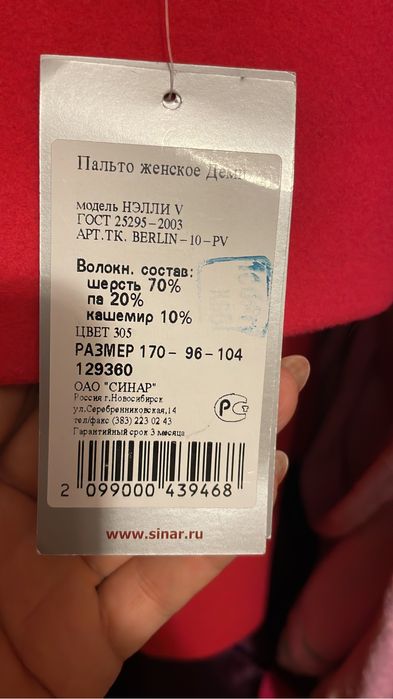 Пальто женское Деми
модель НЭЛЛИ V
ГОСТ 25295-2003
АРТ.ТК. BERLIN-10-PV
Волокн. состав:
шерсть 70%
па 20%
кашемир 10%
ЦВЕТ 305
РАЗМЕР 170- 96-104
129360
ОАО "СИНАР"
Россия г.Новосибирск
ул.Серебренниковская,14
тел/факс (383) 223 02 43
Гарантийный срок 3 месяца
2 099000 439468
www.sinar.ru